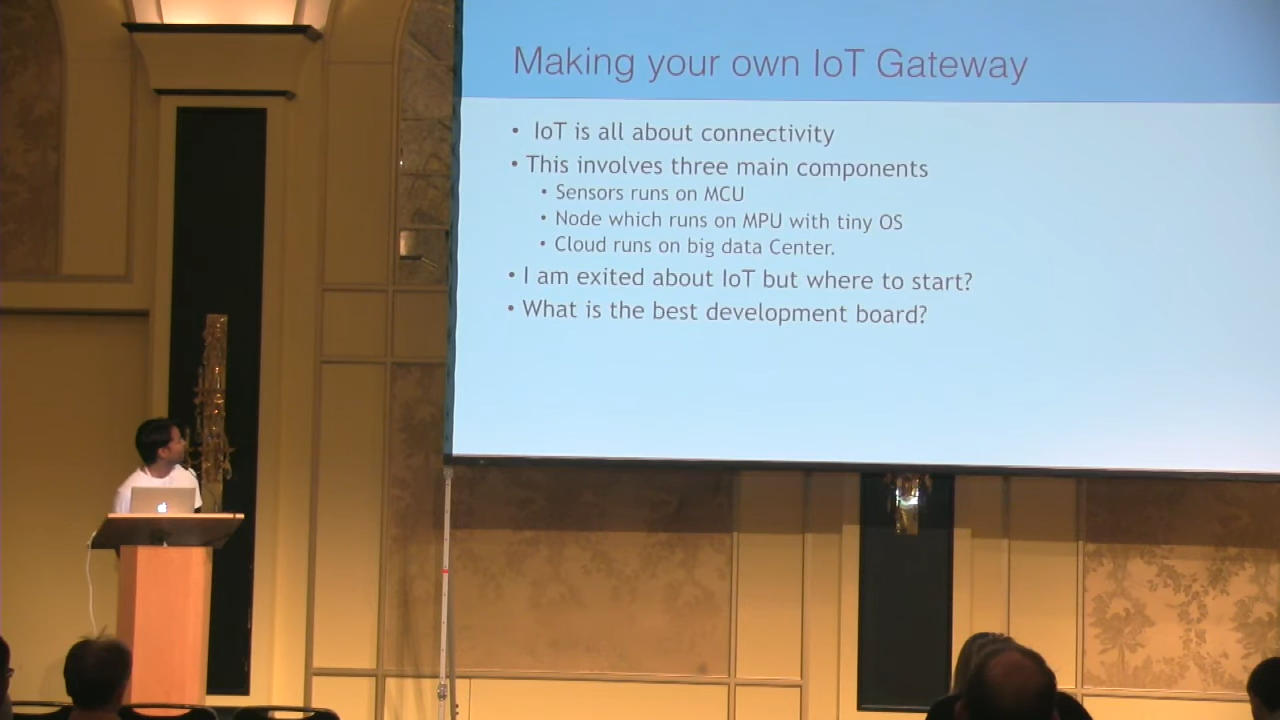 Making your own IoT Gateway
• IoT is all about connectivity
• This involves three main components
• Sensors runs on MCU
• Node which runs on MPU with tiny OS
• Cloud runs on big data Center.
• I am exited about IoT but where to start?
• What is the best development board?